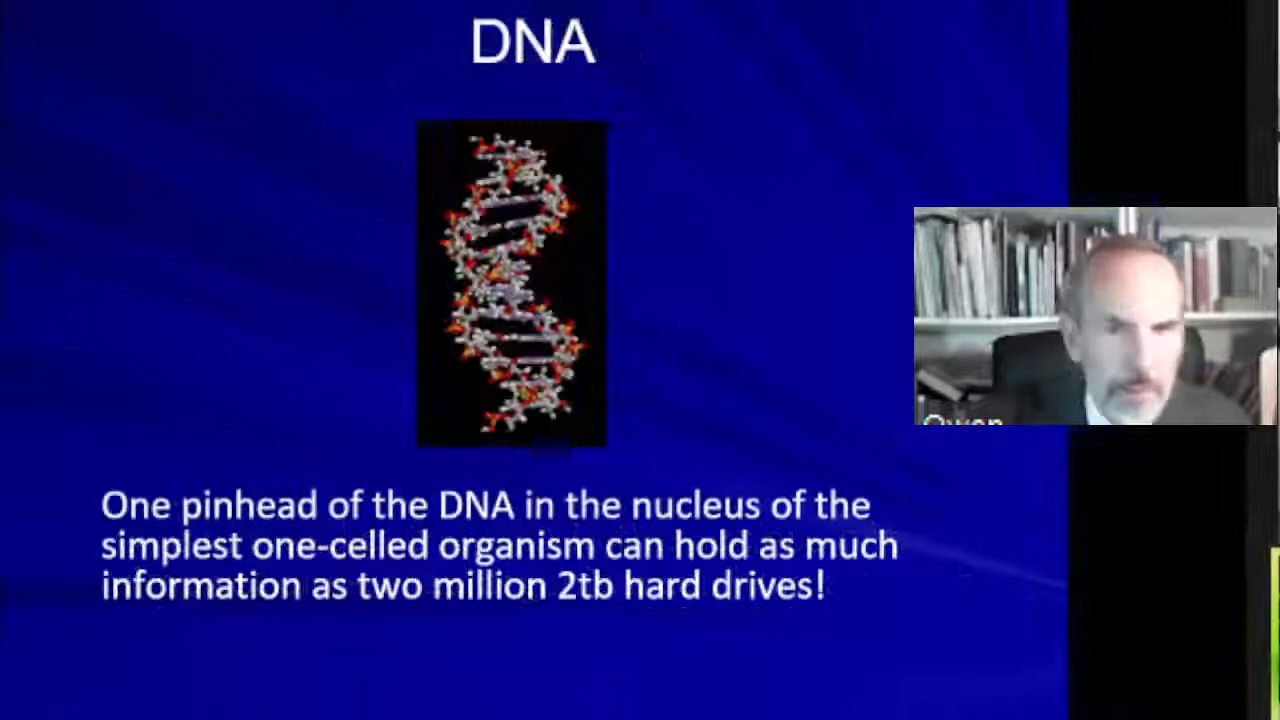 DNA
One pinhead of the DNA in the nucleus of the
simplest one-celled organism can hold as much
information as two million 2tb hard drives!
Owen